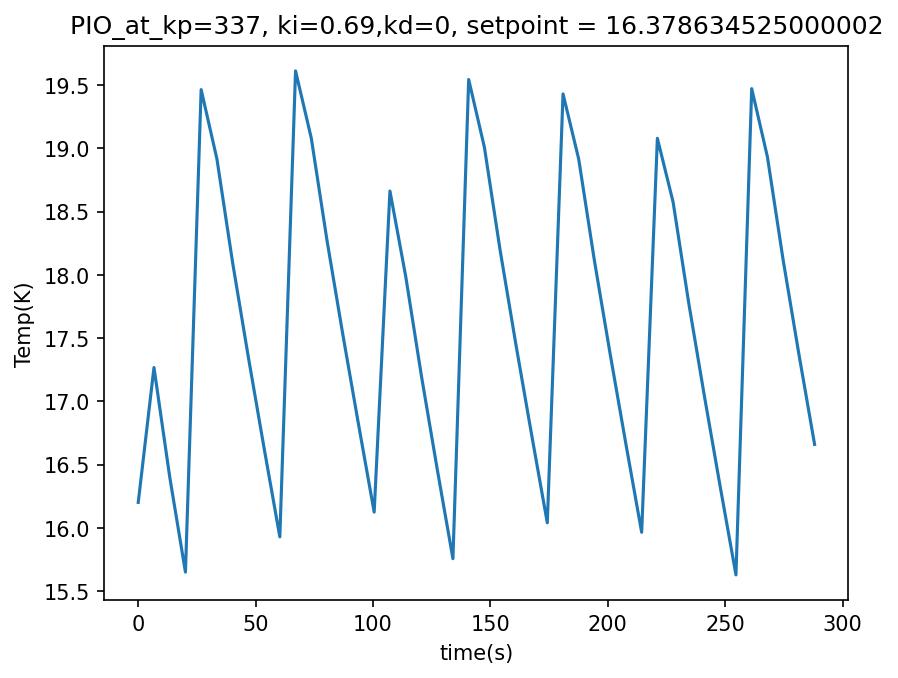 PIO_at_kp=337, ki=0.69,kd=0, setpoint = 16.378634525000002
19.5
19.0
18.5
18.0
17.5
17.0
16.5
16.0
15.5
Temp(K)
0 50 100 150 200 250 300
time(s)